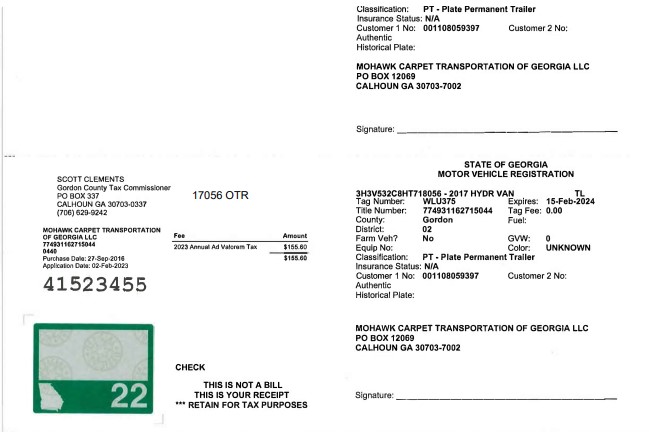 Classification: PT - Plate Permanent Trailer
Insurance Status: N/A
Customer 1 No: 001108059397 Customer 2 No:
Authentic
Historical Plate:
MOHAWK CARPET TRANSPORTATION OF GEORGIA LLC
PO BOX 12069
CALHOUN GA 30703-7002
Signature:
SCOTT CLEMENTS
Gordon County Tax Commissioner
PO BOX 337
CALHOUN GA 30703-0337
(706) 629-9242
17056 OTR
MOHAWK CARPET TRANSPORTATION
OF GEORGIA LLC
774931162715044
0440
Purchase Date: 27-Sep-2016
Application Date: 02-Feb-2023
41523455
Fee Amount
2023 Annual Ad Valorem Tax $155.60
$155.60
22
CHECK
THIS IS NOT A BILL
THIS IS YOUR RECEIPT
*** RETAIN FOR TAX PURPOSES
STATE OF GEORGIA
MOTOR VEHICLE REGISTRATION
3H3V532C8HT718056 - 2017 HYDR VAN TL
Tag Number: WLU375 Expires: 15-Feb-2024
Title Number: 774931162715044 Tag Fee: 0.00
County: Gordon Fuel:
District: 02
Farm Veh? No GVW: 0
Equip No: Color: UNKNOWN
Classification: PT - Plate Permanent Trailer
Insurance Status: N/A
Customer 1 No: 001108059397 Customer 2 No:
Authentic
Historical Plate:
MOHAWK CARPET TRANSPORTATION OF GEORGIA LLC
PO BOX 12069
CALHOUN GA 30703-7002
Signature: